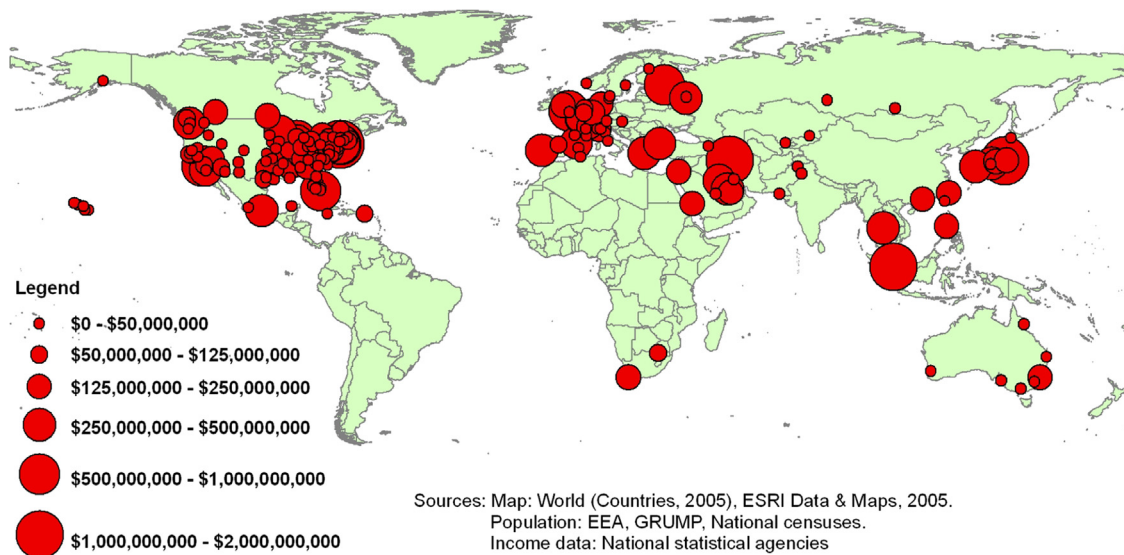 Legend
$0 - $50,000,000
$50,000,000 - $125,000,000
$125,000,000 - $250,000,000
$250,000,000 - $500,000,000
$500,000,000 - $1,000,000,000
$1,000,000,000 - $2,000,000,000
Sources: Map: World (Countries, 2005), ESRI Data & Maps, 2005.
Population: EEA, GRUMP, National censuses.
Income data: National statistical agencies